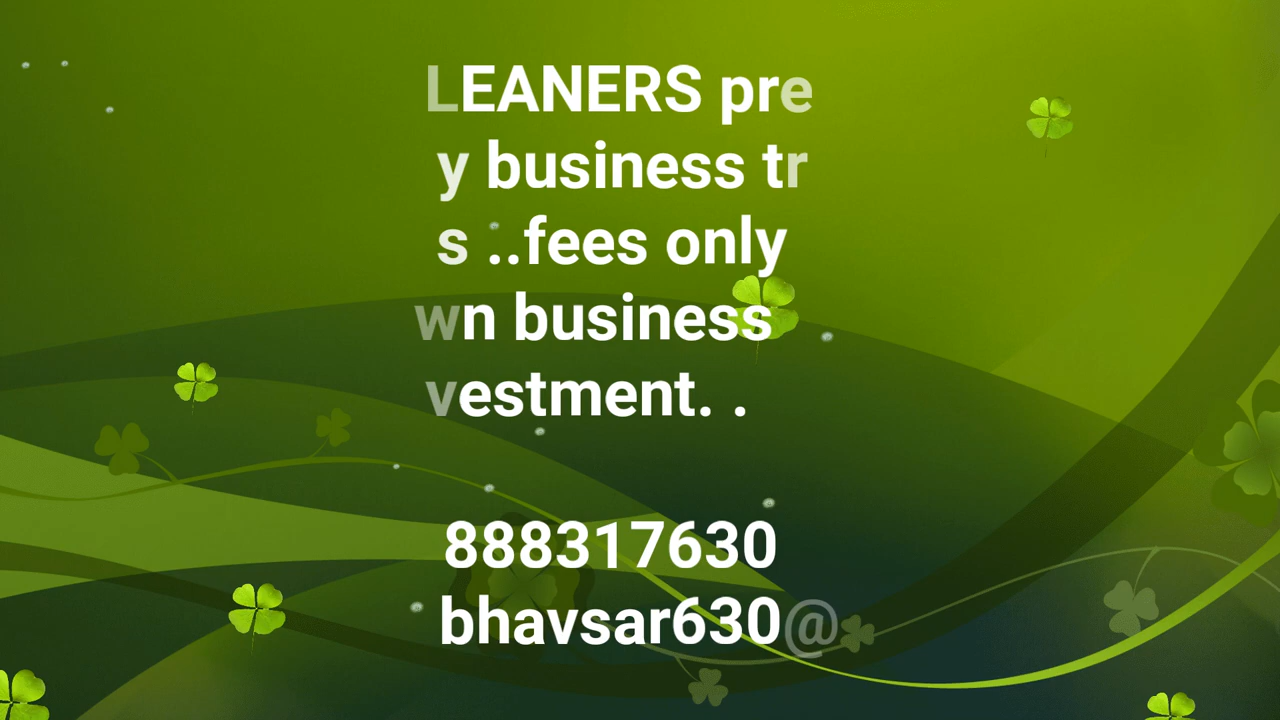 LEANERS pre
y business tr
s ..fees only
wn business
vestment. .
888317630
bhavsar630@